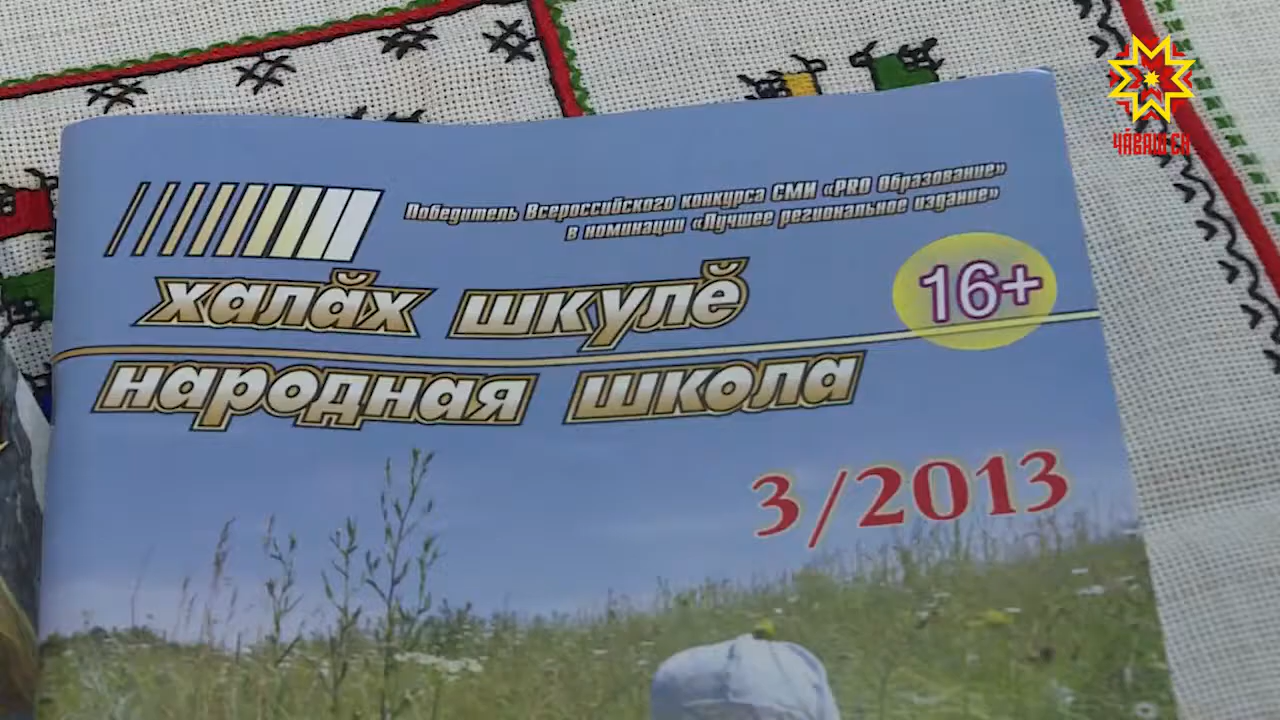 ЧĂВАШ ЕН
Победитель Всероссийского конкурса СМИ «PRO Образование»
в номинации «Лучшее региональное издание»
16+
халăх шкулĕ
народная школа
3/2013